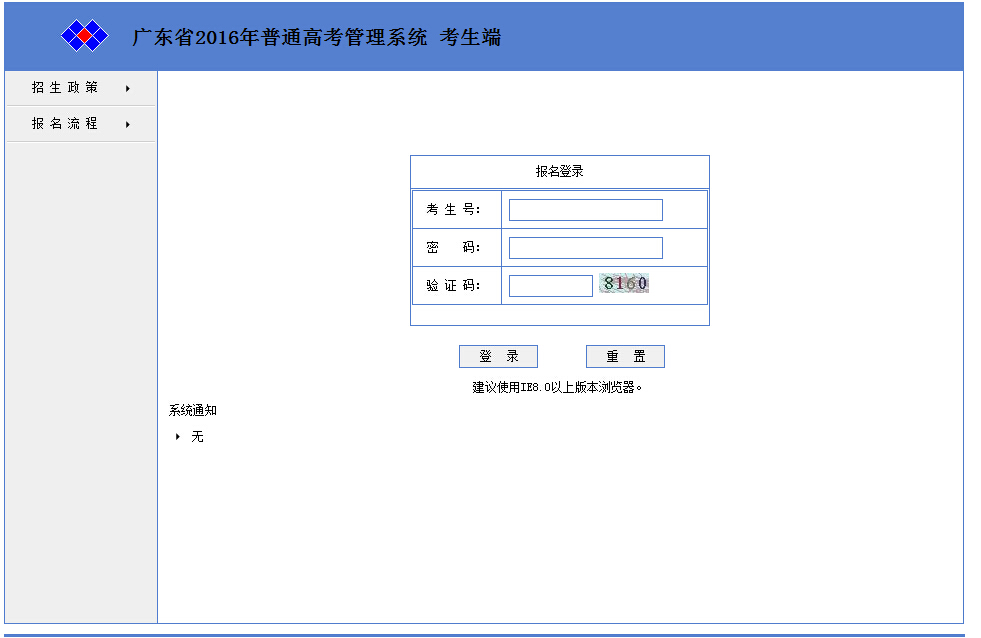 广东省2016年普通高考管理系统 考生端
招 生 政 策
报 名 流 程
报名登录
考 生 号:
密 码:
验 证 码: 8160
登 录 重 置
建议使用IE8.0以上版本浏览器。
系统通知
无